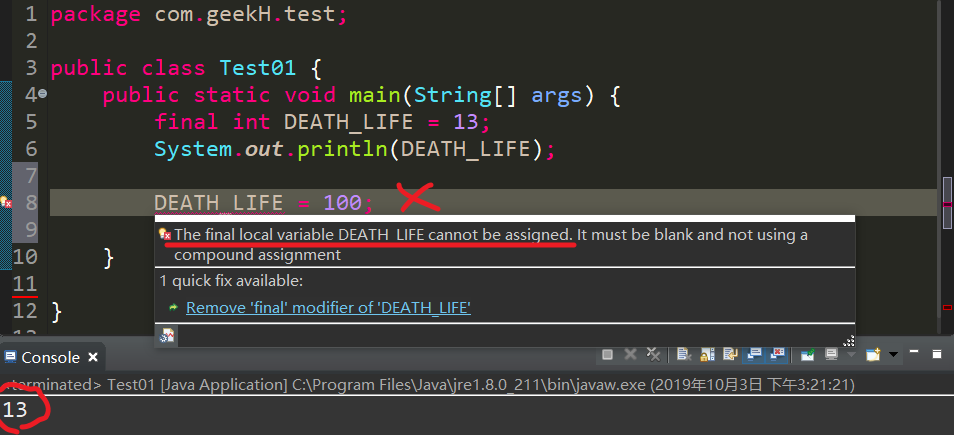 1 package com.geekH.test;
2
3 public class Test01 {
4 public static void main(String[] args) {
5 final int DEATH_LIFE = 13;
6 System.out.println(DEATH_LIFE);
7
8 DEATH_LIFE = 100;
9
The final local variable DEATH_LIFE cannot be assigned. It must be blank and not using a
compound assignment
10 }
1 quick fix available:
11
Remove 'final' modifier of 'DEATH_LIFE'
12 }
13
Console
<terminated> Test01 [Java Application] C:\Program Files\Java\jre1.8.0_211\bin\javaw.exe (2019年10月3日 下午3:21:21)
13